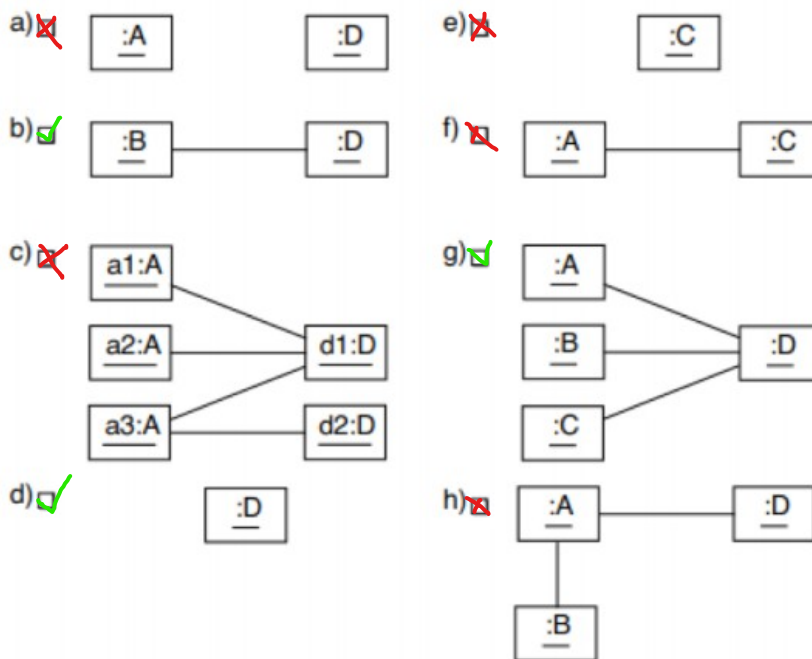 a) :A :D
b) :B :D
c) a1:A
a2:A d1:D
a3:A d2:D
d) :D
e) :C
f) :A :C
g) :A
:B :D
:C
h) :A :D
:B